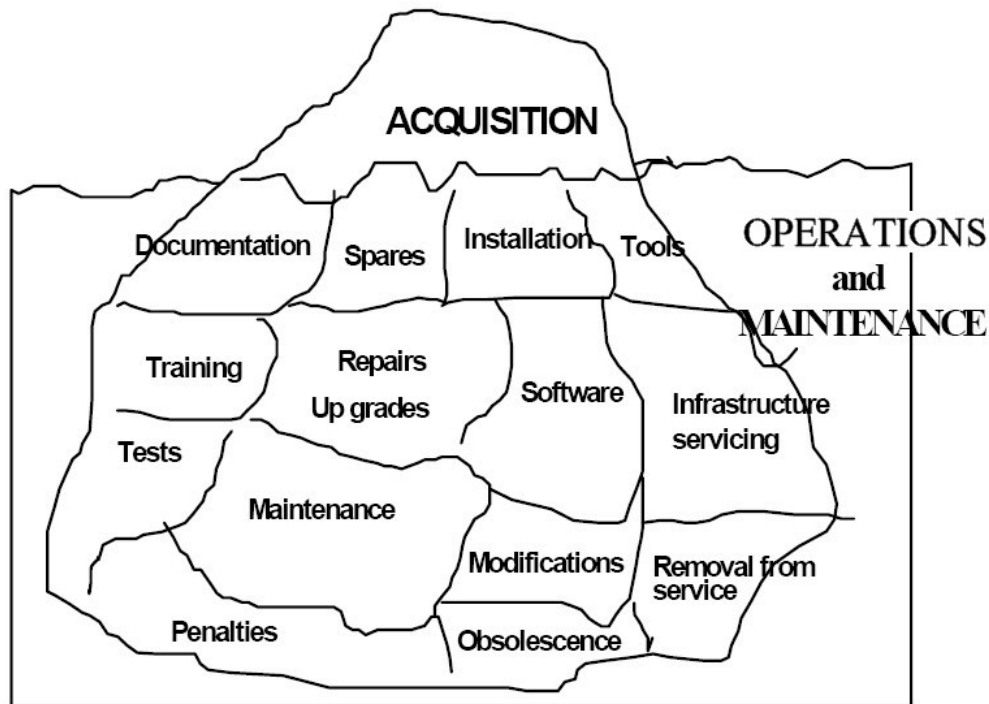 ACQUISITION
OPERATIONS
and
MAINTENANCE
Documentation
Spares
Installation
Tools
Training
Repairs
Up grades
Software
Infrastructure
servicing
Tests
Maintenance
Modifications
Removal from
service
Penalties
Obsolescence